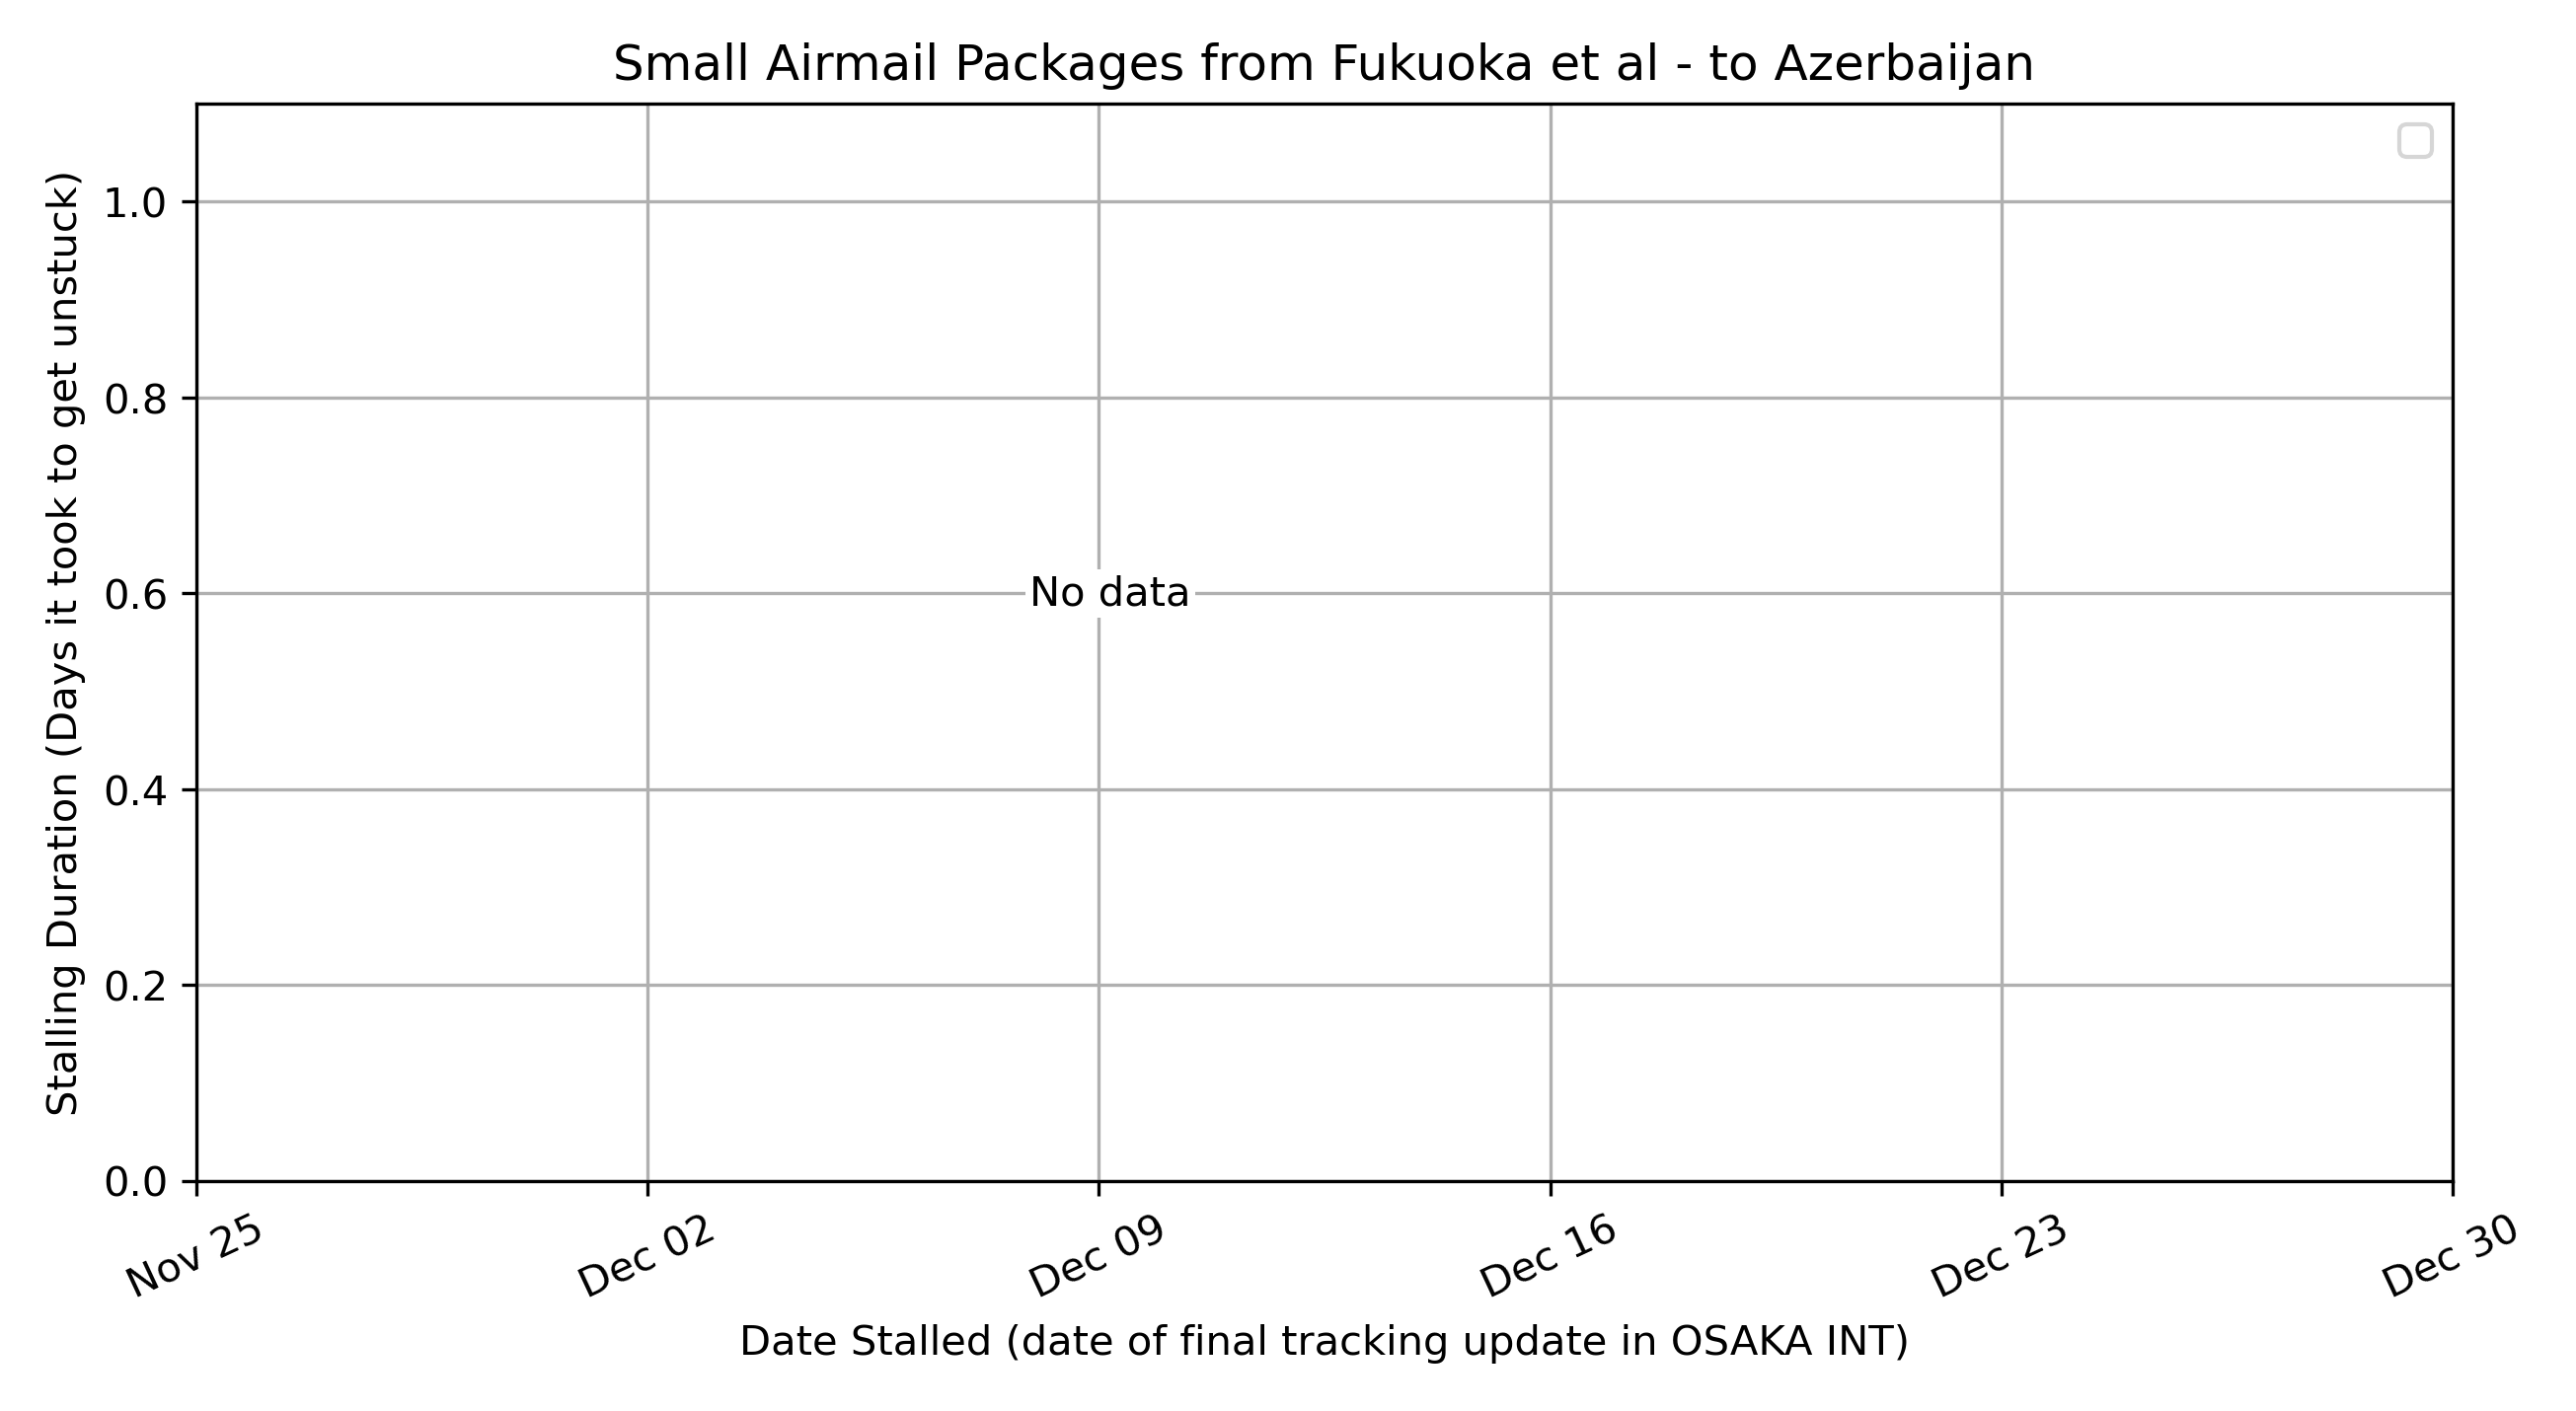 Small Airmail Packages from Fukuoka et al - to Azerbaijan
Stalling Duration (Days it took to get unstuck)
1.0
0.8
0.6
0.4
0.2
0.0
No data
Nov 25
Dec 02
Dec 09
Dec 16
Dec 23
Dec 30
Date Stalled (date of final tracking update in OSAKA INT)